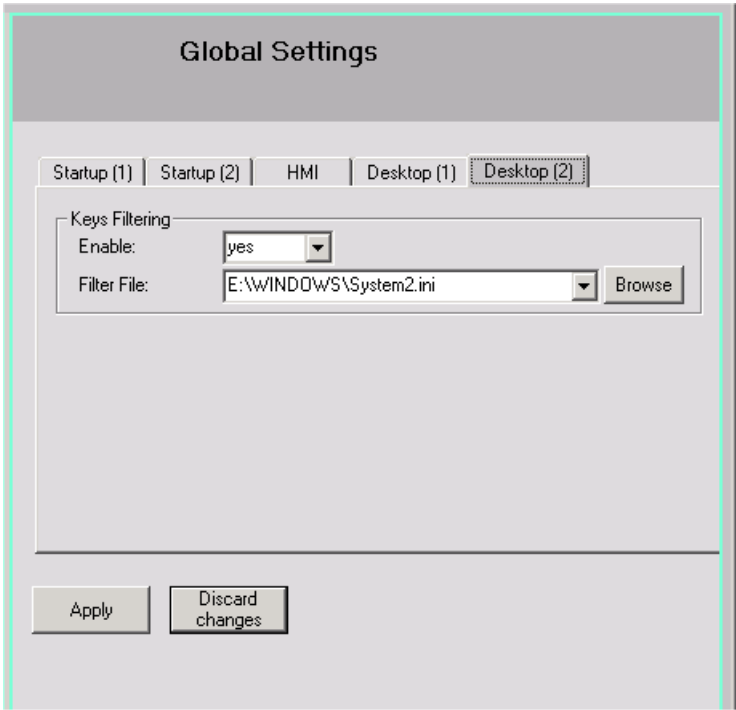 Global Settings
Startup (1) Startup (2) HMI Desktop (1) Desktop (2)
Keys Filtering
Enable: yes
Filter File: E:\WINDOWS\System2.ini Browse
Apply Discard
changes